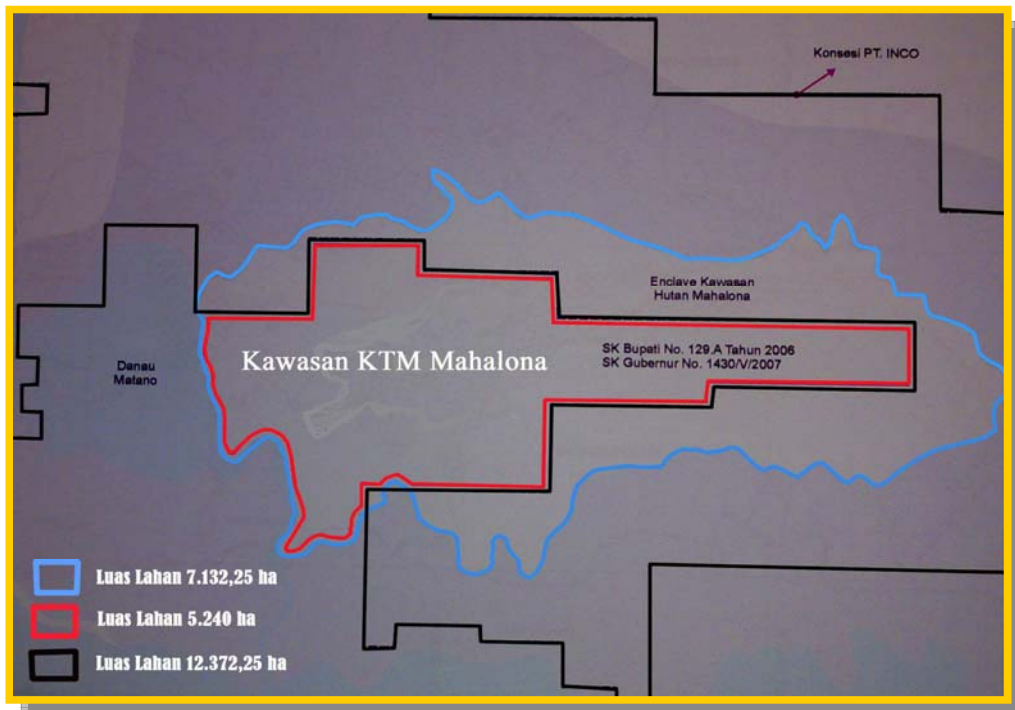 Konsesi PT. INCO
Enclave Kawasan
Hutan Mahalona
Kawasan KTM Mahalona
SK Bupati No. 129.A Tahun 2006
SK Gubernur No. 1430/V/2007
Danau
Matano
Luas Lahan 7.132,25 ha
Luas Lahan 5.240 ha
Luas Lahan 12.372,25 ha